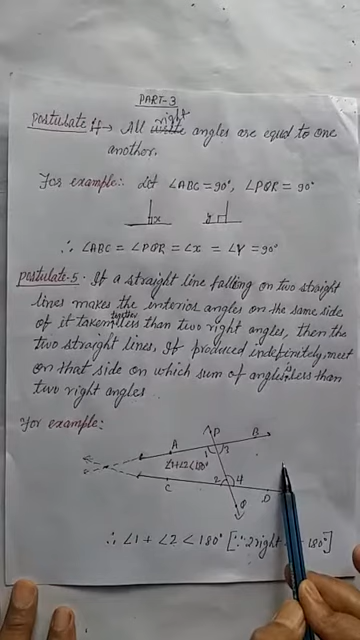 PART-3
Postulate 4 → All right angles are equal to one
another.
For example:. Let ∠ABC = 90°, ∠PQR = 90°
x y
∴ ∠ABC = ∠PQR = ∠x = ∠Y = 90°
Postulate-5. If a straight line falling on two straight
lines makes the interior angles on the same side
of it taken together less than two right angles, then the
two straight lines, If produced indefinitely, meet
on that side on which sum of angles is less than
two right angles.
For example:
P B
A 1 3
∠1+∠2<180°
2 4
C D
Q
∴ ∠1 + ∠2 < 180° [∵ 2 right 180°]